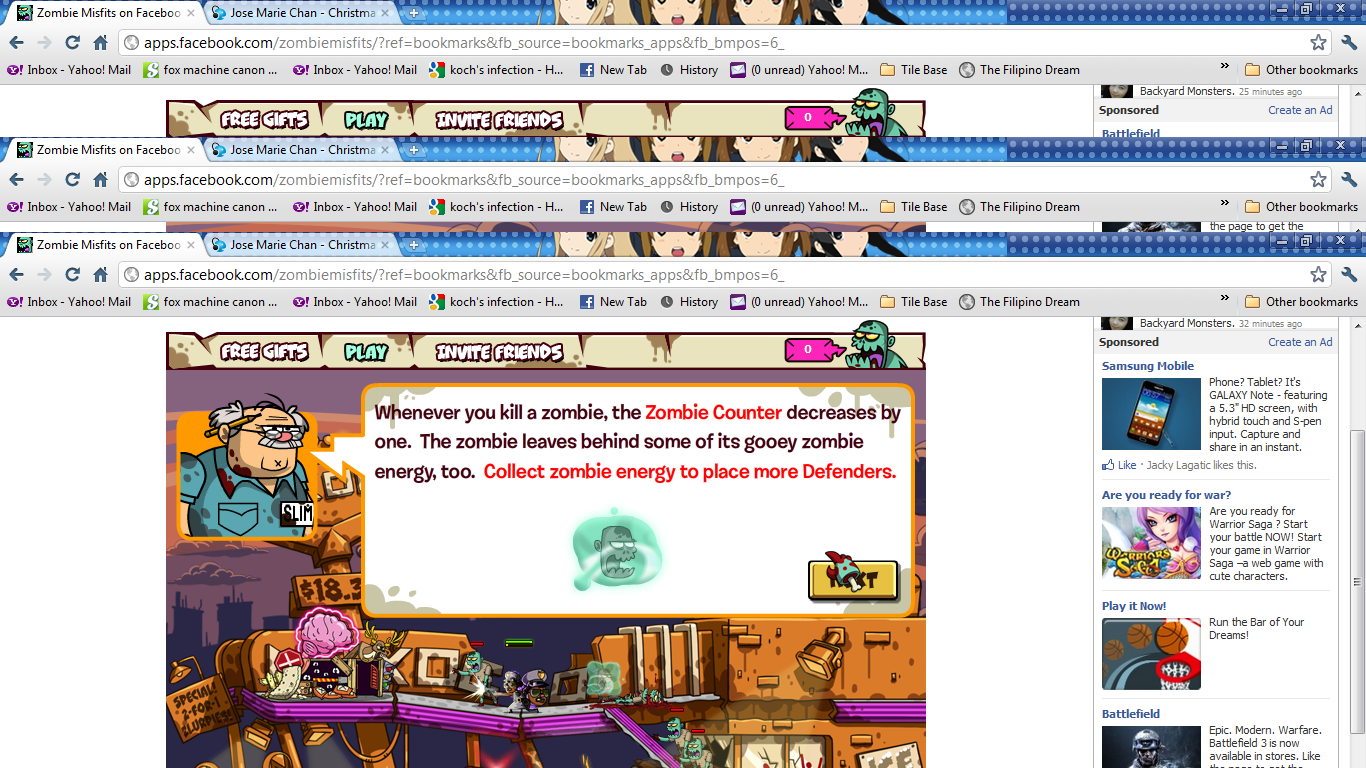 Zombie Misfits on Faceboo
Jose Marie Chan - Christma
apps.facebook.com/zombiemisfits/?ref=bookmarks&fb_source=bookmarks_apps&fb_bmpos=6_
Inbox - Yahoo! Mail
fox machine canon ...
Inbox - Yahoo! Mail
koch's infection - H...
New Tab
History
(0 unread) Yahoo! M...
Tile Base
The Filipino Dream
»
Other bookmarks
Backyard Monsters. 25 minutes ago
FREE GIFTS
PLAY
INVITE FRIENDS
0
Sponsored
Create an Ad
Battlefield
Zombie Misfits on Faceboo
Jose Marie Chan - Christma
apps.facebook.com/zombiemisfits/?ref=bookmarks&fb_source=bookmarks_apps&fb_bmpos=6_
Inbox - Yahoo! Mail
fox machine canon ...
Inbox - Yahoo! Mail
koch's infection - H...
New Tab
History
(0 unread) Yahoo! M...
Tile Base
The Filipino Dream
»
Other bookmarks
the page to get the
Zombie Misfits on Faceboo
Jose Marie Chan - Christma
apps.facebook.com/zombiemisfits/?ref=bookmarks&fb_source=bookmarks_apps&fb_bmpos=6_
Inbox - Yahoo! Mail
fox machine canon ...
Inbox - Yahoo! Mail
koch's infection - H...
New Tab
History
(0 unread) Yahoo! M...
Tile Base
The Filipino Dream
»
Other bookmarks
Backyard Monsters. 32 minutes ago
FREE GIFTS
PLAY
INVITE FRIENDS
0
Whenever you kill a zombie, the Zombie Counter decreases by
one. The zombie leaves behind some of its gooey zombie
energy, too. Collect zombie energy to place more Defenders.
SLIM
$18.3
SPECIAL!
2-FOR-1
SLURPIES!
Sponsored
Create an Ad
Samsung Mobile
Phone? Tablet? It's
GALAXY Note - featuring
a 5.3" HD screen, with
hybrid touch and S-pen
input. Capture and
share in an instant.
Like · Jacky Lagatic likes this.
Are you ready for war?
Are you ready for
Warrior Saga ? Start
your battle NOW! Start
your game in Warrior
Saga –a web game with
cute characters.
WARRIORS
SAGA
Play it Now!
Run the Bar of Your
Dreams!
Battlefield
Epic. Modern. Warfare.
Battlefield 3 is now
available in stores. Like
the page to get the